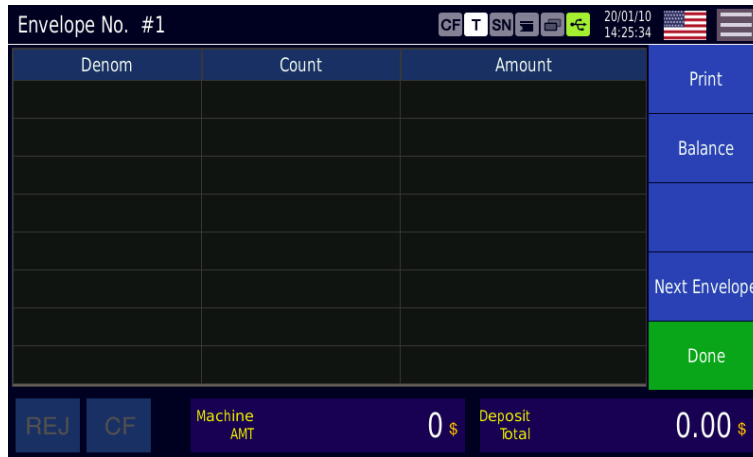 Envelope No. #1
CF T SN
20/01/10
14:25:34
Denom Count Amount
Print
Balance
Next Envelope
Done
REJ CF
Machine AMT 0 $
Deposit Total 0.00 $